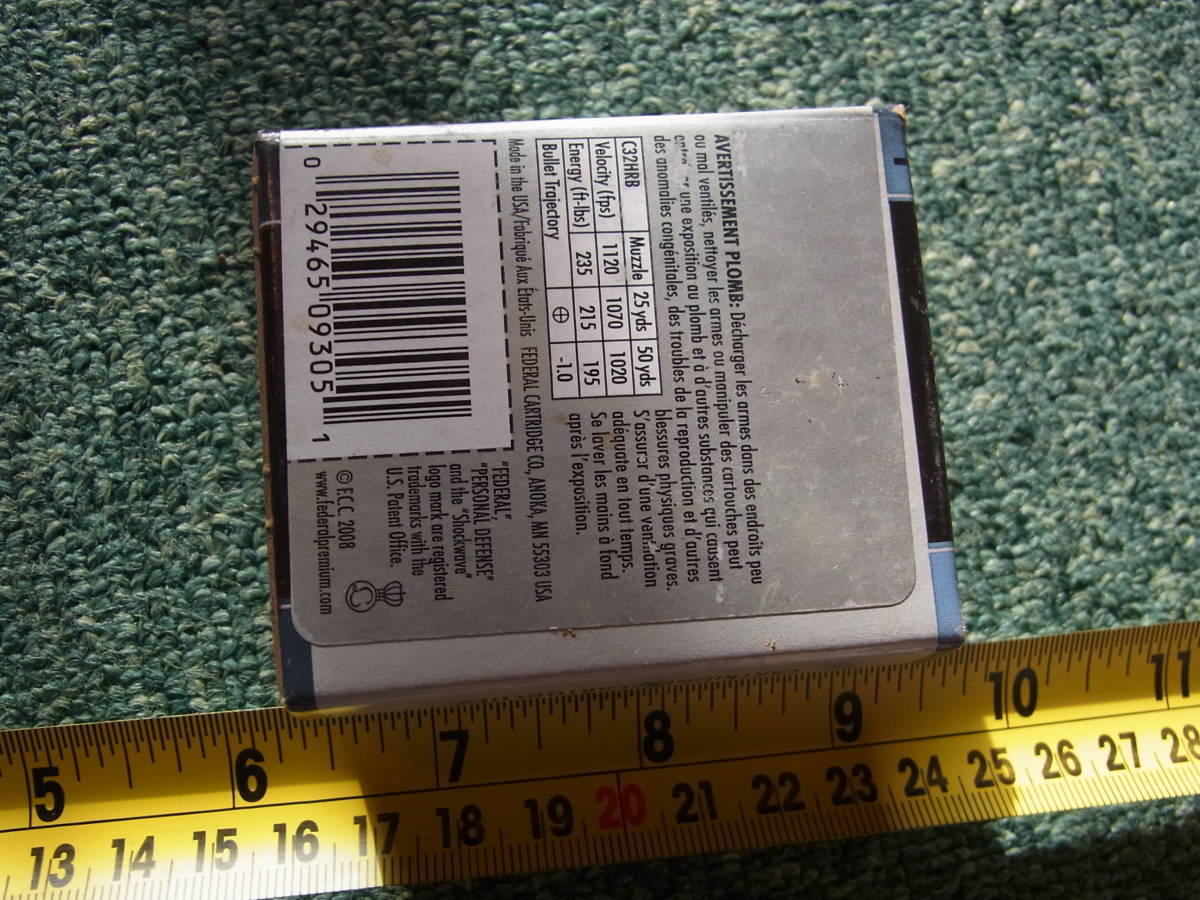 AVERTISSEMENT PLOMB: Décharger les armes dans des endroits peu
ou mal ventilés, nettoyer les armes ou manipuler des cartouches peut
une exposition au plomb et à d'autres substances qui causent
des anomalies congénitales, des troubles de la reproduction et d'autres
blessures physiques graves.
S'assurer d'une ventilation
adéquate en tout temps.
Se laver les mains à fond
après l'exposiiton.
C32HRB Muzzle 25 yds 50 yds
Velocity (fps) 1120 1070 1020
Energy (ft-lbs) 235 215 195
Bullet Trajectory ⊕ -1.0
Made in the USA/Fabriqué Aux États-Unis FEDERAL CARTRIDGE CO., ANOKA, MN 55303 USA
0 29465 09305 1
"FEDERAL,"
"PERSONAL DEFENSE"
and the "Shockwave"
logo mark are registered
trademarks with the
U.S. Patent Office.
© F.C.C. 2008
www.federalpremium.com
5 6 7 8 9 10 11
13 14 15 16 17 18 19 20 21 22 23 24 25 26 27 28